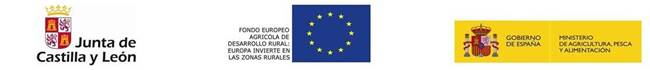 Junta de
Castilla y León
FONDO EUROPEO
AGRICOLA DE
DESARROLLO RURAL:
EUROPA INVIERTE EN
LAS ZONAS RURALES
GOBIERNO
DE ESPAÑA
MINISTERIO
DE AGRICULTURA, PESCA
Y ALIMENTACIÓN